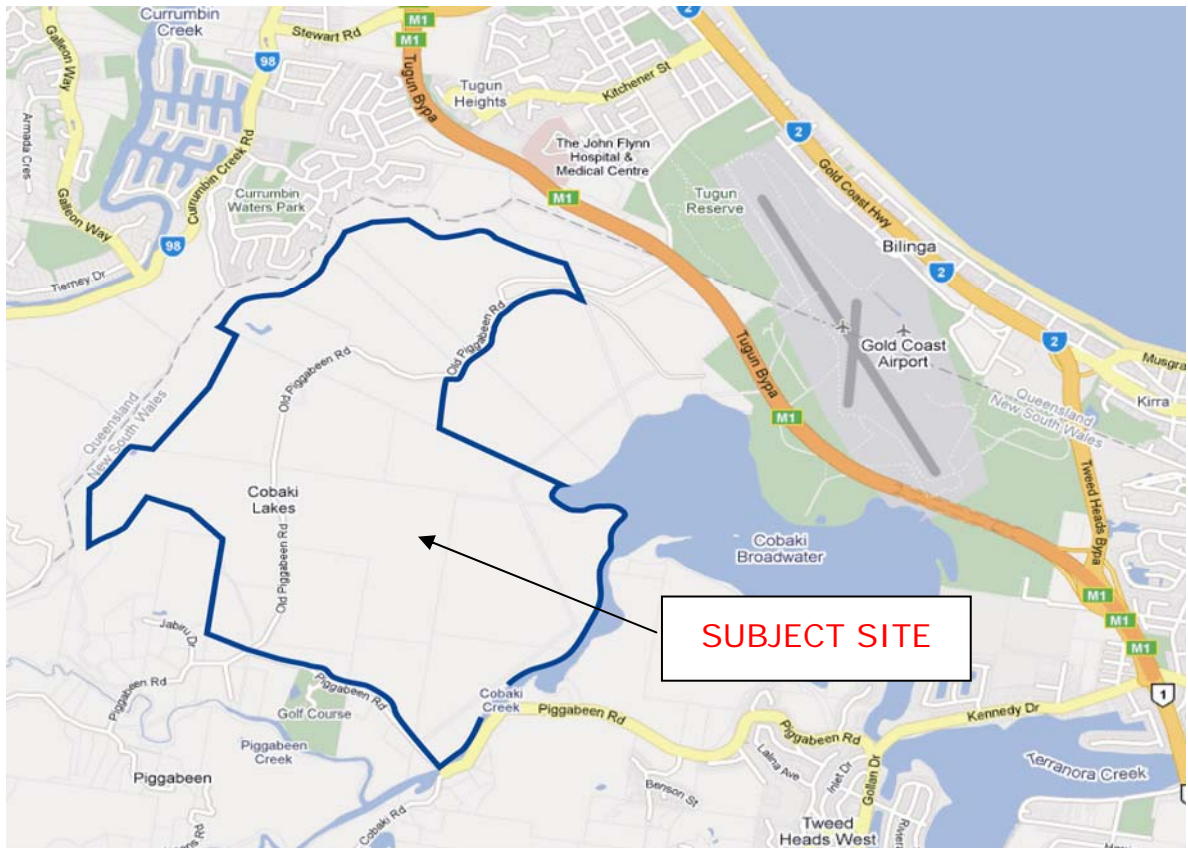 Currumbin
Creek
Galleon Way
Armada Cres
98
Stewart Rd
M1
M1
2
Tugun
Heights
Kitchener St
Tugun Bypa
The John Flynn
Hospital &
Medical Centre
M1
2
Gold Coast Hwy
Currumbin Creek Rd
Galleon Way
98
Tierney Dr
Currumbin
Waters Park
Tugun
Reserve
Bilinga
2
Gold Coast
Airport
2
Musgra
Kirra
Queensland
New South Wales
Old Piggabeen Rd
Old Piggabeen Rd
Tugun Bypa
M1
Queensland
New South Wales
Tweed Heads Bypa
Cobaki
Lakes
Old Piggabeen Rd
Cobaki
Broadwater
M1
M1
1
SUBJECT SITE
Jabiru Dr
Piggabeen Rd
Piggabeen Rd
Golf Course
Cobaki
Creek
Piggabeen Rd
Piggabeen Rd
Kennedy Dr
Piggabeen
Creek
Piggabeen
Lalina Ave
Inlet Dr
Gollan Dr
Terranora Creek
Benson St
Cobaki Rd
Tweed
Heads West
Rivie